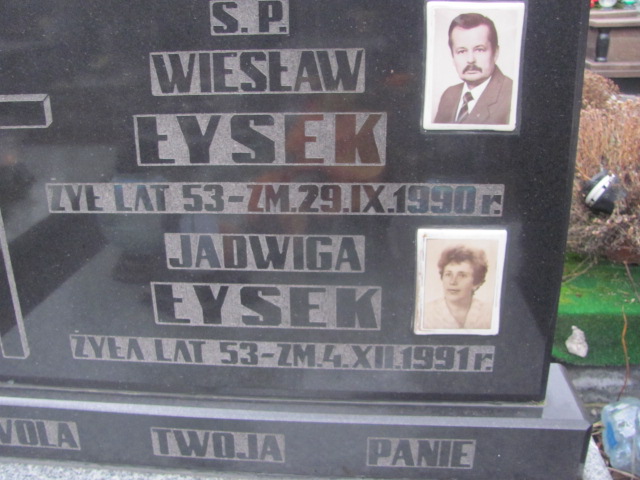 S.P.
WIESŁAW
ŁYSEK
ŻYŁ LAT 53-ZM.29.IX.1990 r.
JADWIGA
ŁYSEK
ŻYŁA LAT 53-ZM.4.XII.1991 r.
WOLA TWOJA PANIE